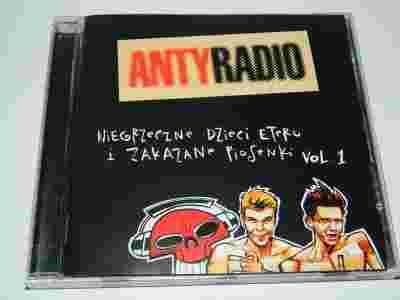 ANTYRADIO
NIEGRZECZNE DZIECI ETERU
I ZAKAZANE PIOSENKI VOL 1